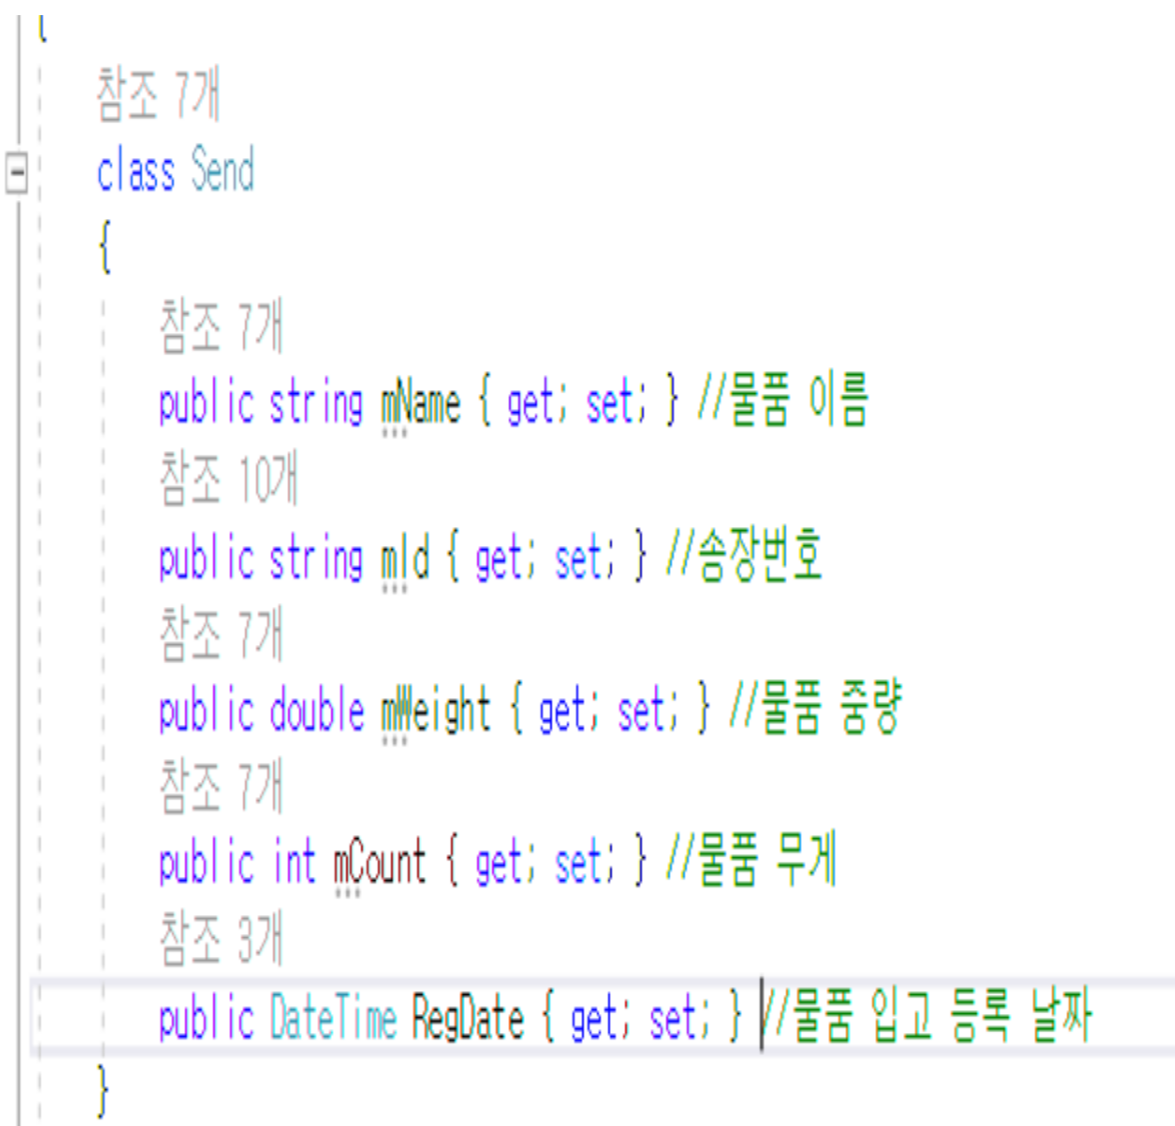 {
참조 7개
class Send
{
참조 7개
public string mName { get; set; } //물품 이름
참조 10개
public string mId { get; set; } //송장번호
참조 7개
public double mWeight { get; set; } //물품 중량
참조 7개
public int mCount { get; set; } //물품 무게
참조 3개
public DateTime RegDate { get; set; } //물품 입고 등록 날짜
}